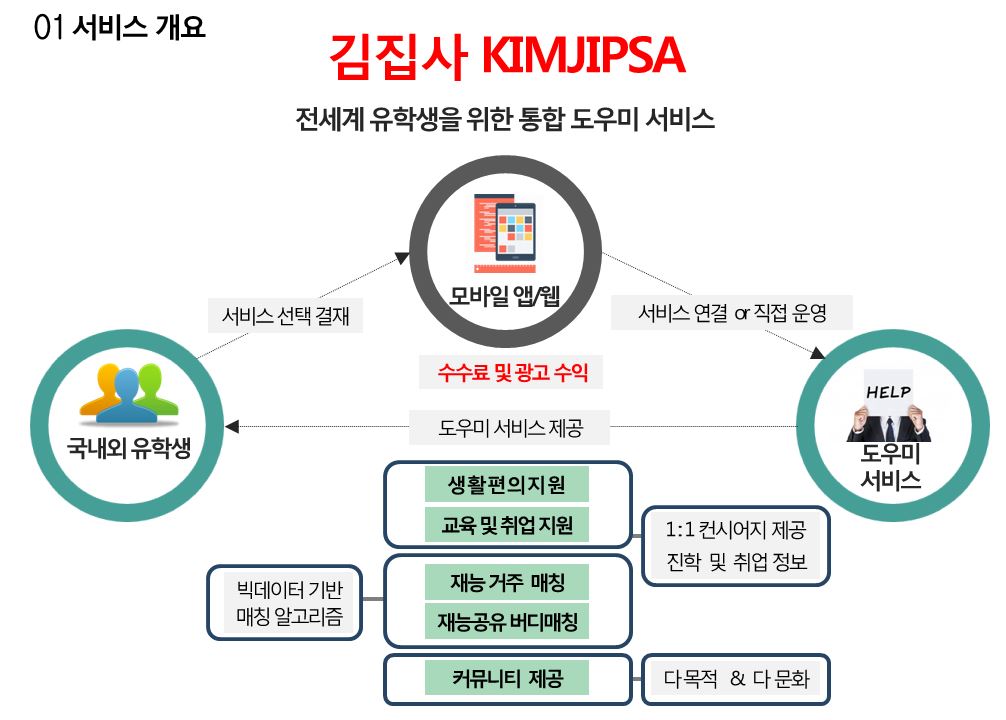 01 서비스 개요
김집사 KIMJIPSA
전세계 유학생을 위한 통합 도우미 서비스
모바일 앱/웹
서비스 선택 결재
서비스 연결 or 직접 운영
수수료 및 광고 수익
국내외 유학생
도우미 서비스 제공
HELP
도우미
서비스
생활편의지원
교육 및 취업 지원
1:1 컨시어지 제공
진학 및 취업 정보
재능 거주 매칭
재능공유 버디매칭
빅데이터 기반
매칭 알고리즘
커뮤니티 제공
다목적 & 다 문화